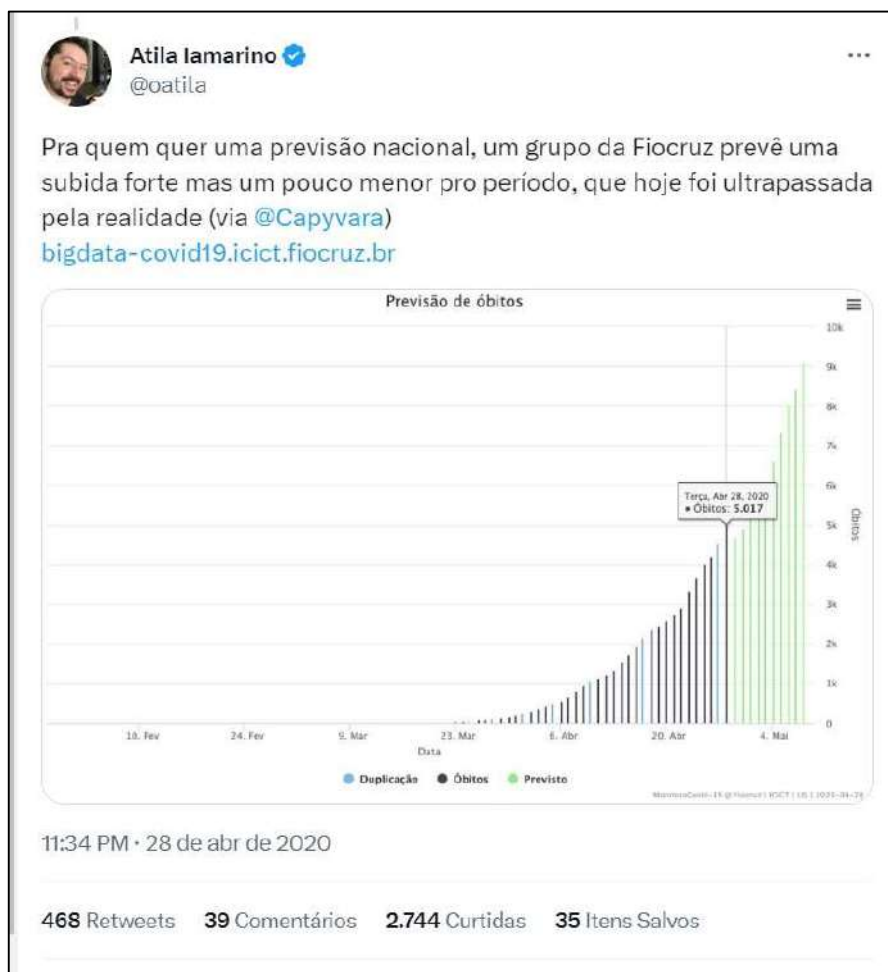 Atila Iamarino
@oatila
Pra quem quer uma previsão nacional, um grupo da Fiocruz prevê uma
subida forte mas um pouco menor pro período, que hoje foi ultrapassada
pela realidade (via @Capyvara)
bigdata-covid19.icict.fiocruz.br
Previsão de óbitos
10k
9k
8k
7k
6k
5k
4k
3k
2k
1k
0
Óbitos
Terça, Abr 28, 2020
● Óbitos: 5.017
10. Fev 24. Fev 9. Mar 23. Mar 6. Abr 20. Abr 4. Mai
Data
Duplicação Óbitos Previsto
11:34 PM · 28 de abr de 2020
468 Retweets 39 Comentários 2.744 Curtidas 35 Itens Salvos